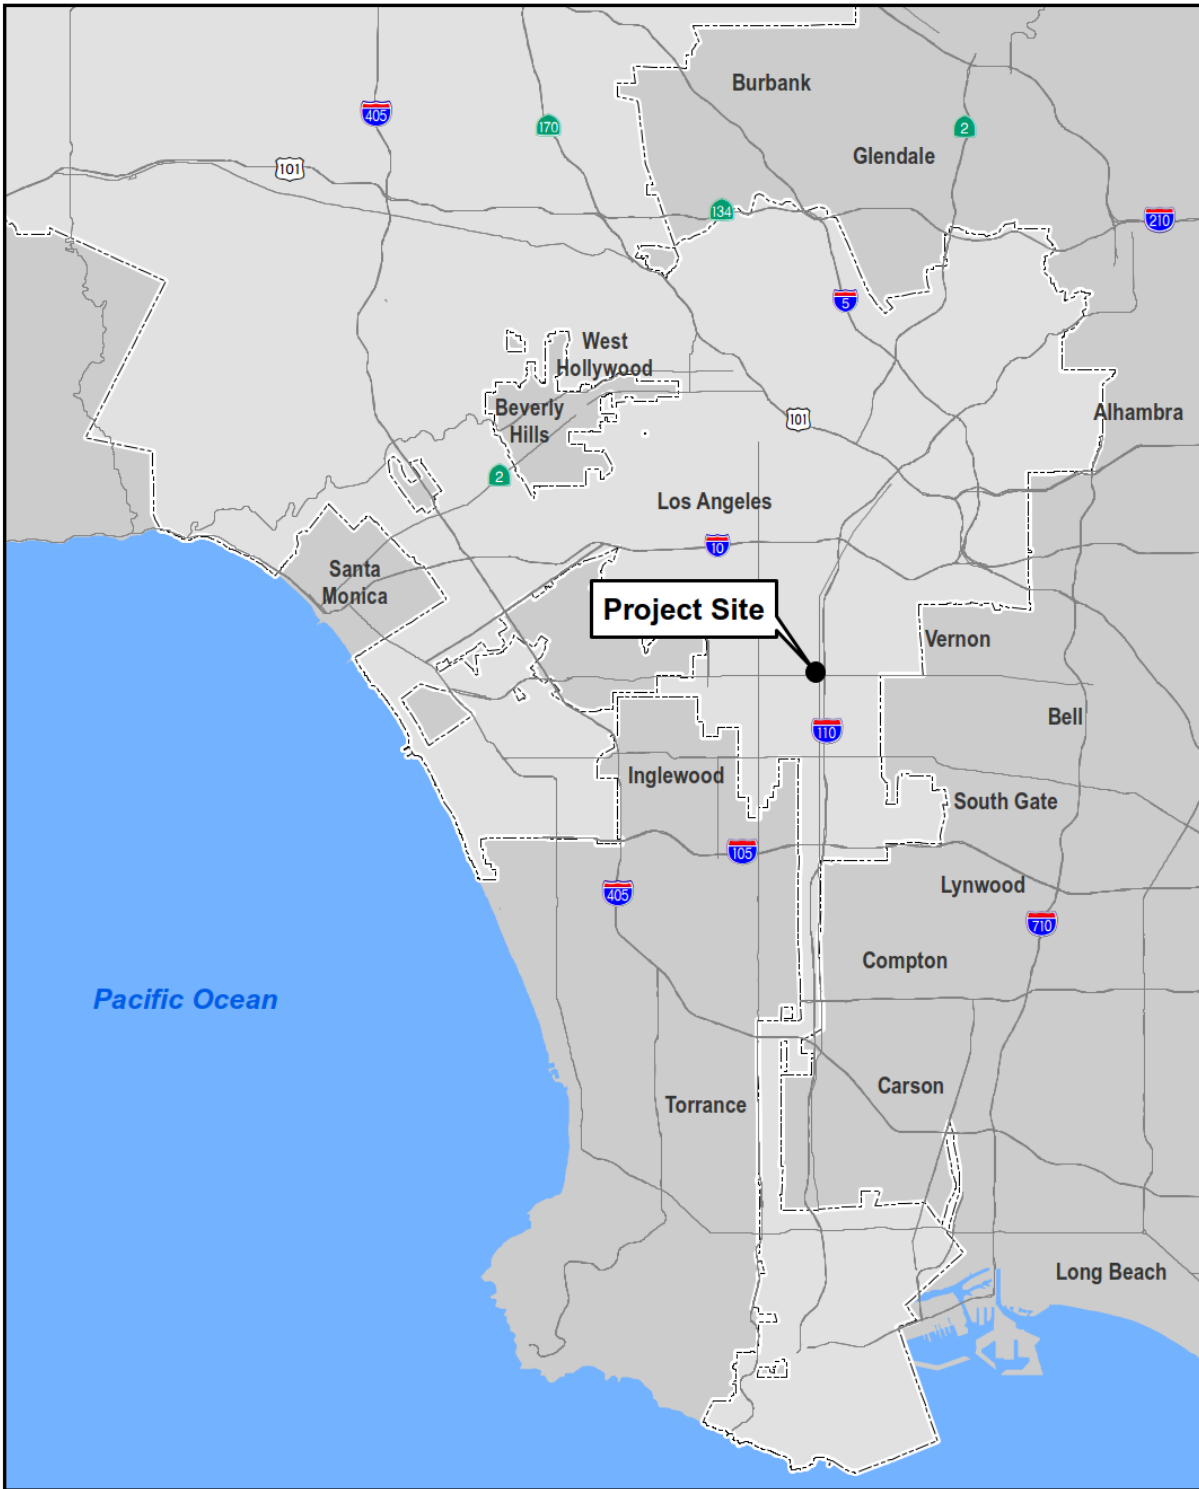 Burbank
405
170
2
Glendale
101
134
210
5
West
Hollywood
Beverly
Hills
Alhambra
101
2
Los Angeles
10
Santa
Monica
Project Site
Vernon
Bell
110
Inglewood
South Gate
105
Lynwood
405
710
Compton
Pacific Ocean
Carson
Torrance
Long Beach